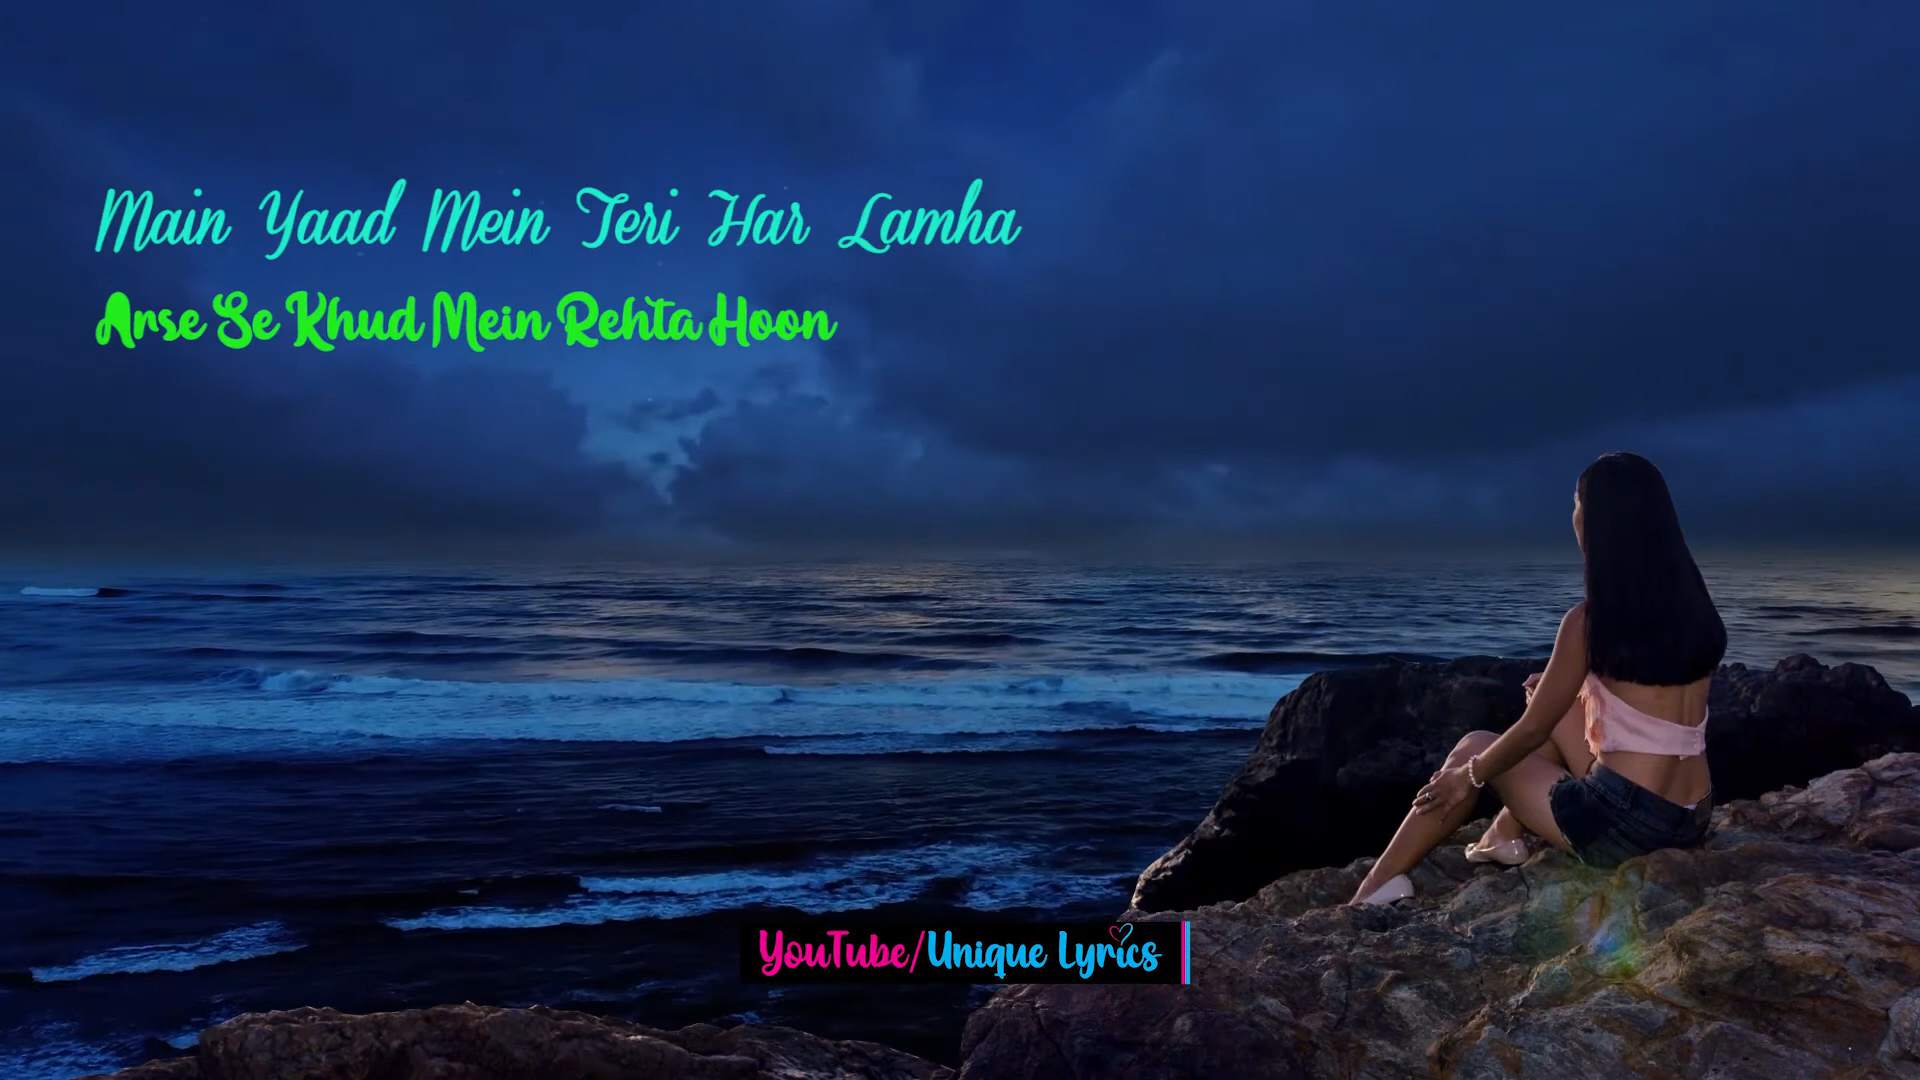 Main Yaad Mein Teri Har Lamha
Arse Se Khud Mein Rehta Hoon
YouTube/Unique Lyrics